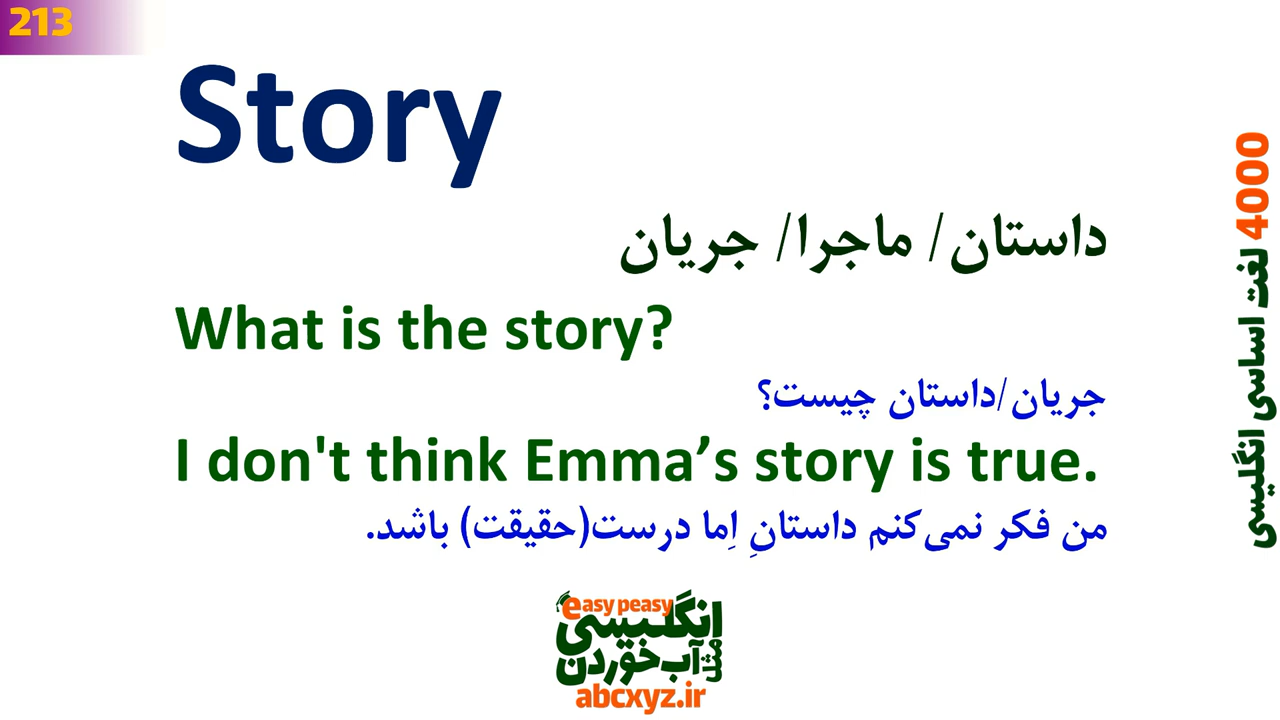 213
Story
داستان/ ماجرا/ جریان
What is the story?
جریان/داستان چیست؟
I don't think Emma’s story is true.
من فکر نمی‌کنم داستانِ اِما درست(حقیقت) باشد.
4000 لغت اساسی انگلیسی
easy peasy
انگلیسی
مثل آب خوردن
abcxyz.ir